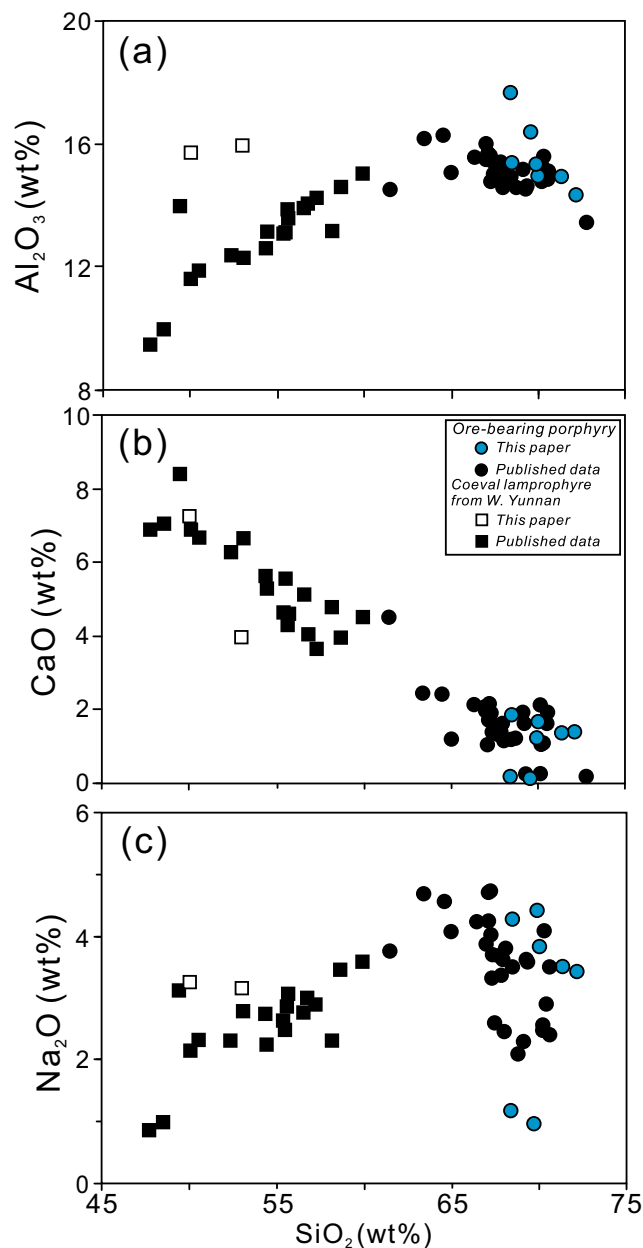 (a)
20
16
12
8
Al₂O₃ (wt%)
(b)
10
8
6
4
2
0
CaO (wt%)
Ore-bearing porphyry
This paper
Published data
Coeval lamprophyre
from W. Yunnan
This paper
Published data
(c)
6
4
2
0
Na₂O (wt%)
45 55 65 75
SiO₂ (wt%)